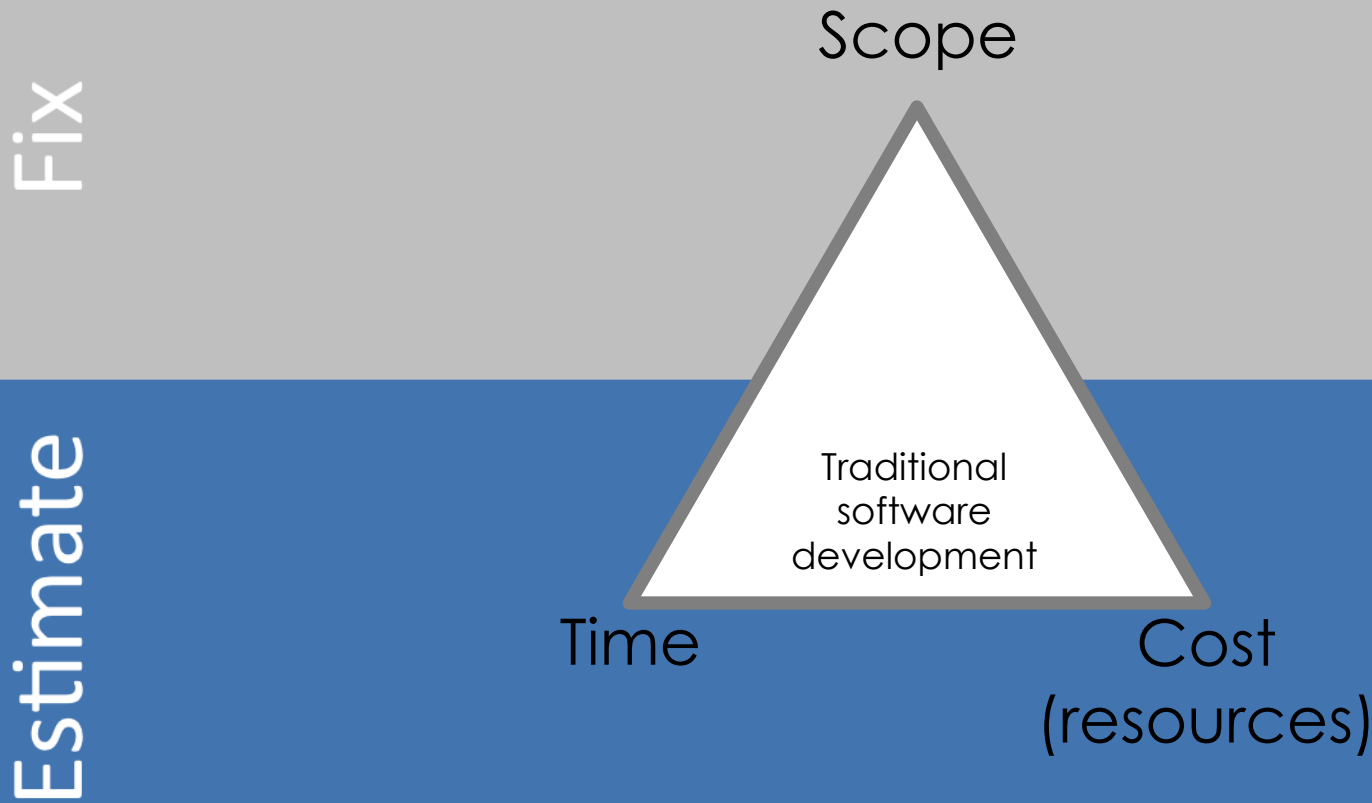 Fix
Scope
Estimate
Traditional
software
development
Time
Cost
(resources)